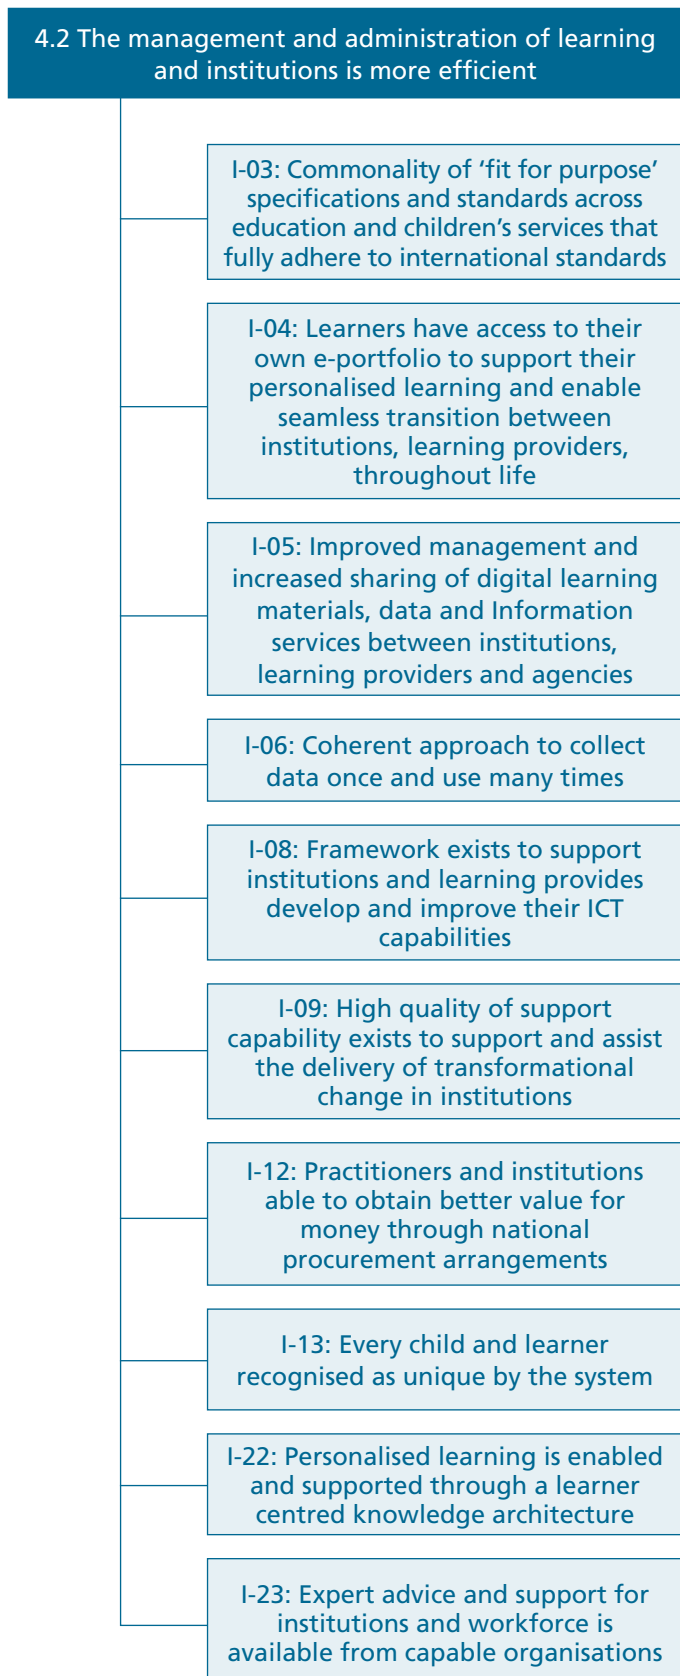 4.2 The management and administration of learning
and institutions is more efficient
I-03: Commonality of ‘fit for purpose’
specifications and standards across
education and children’s services that
fully adhere to international standards
I-04: Learners have access to their
own e-portfolio to support their
personalised learning and enable
seamless transition between
institutions, learning providers,
throughout life
I-05: Improved management and
increased sharing of digital learning
materials, data and Information
services between institutions,
learning providers and agencies
I-06: Coherent approach to collect
data once and use many times
I-08: Framework exists to support
institutions and learning provides
develop and improve their ICT
capabilities
I-09: High quality of support
capability exists to support and assist
the delivery of transformational
change in institutions
I-12: Practitioners and institutions
able to obtain better value for
money through national
procurement arrangements
I-13: Every child and learner
recognised as unique by the system
I-22: Personalised learning is enabled
and supported through a learner
centred knowledge architecture
I-23: Expert advice and support for
institutions and workforce is
available from capable organisations